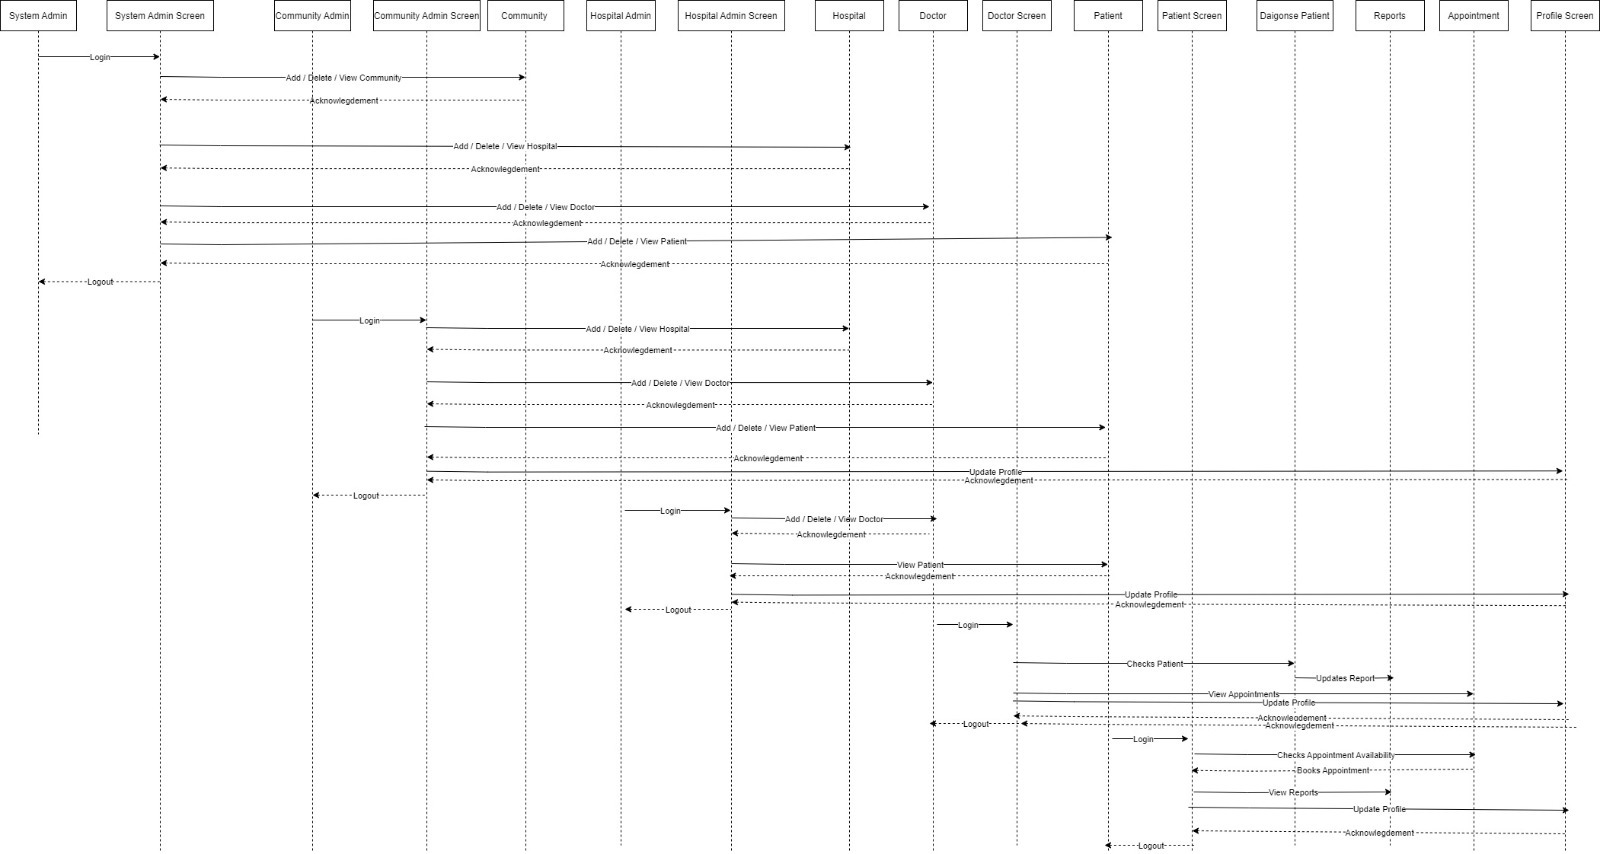 System Admin
System Admin Screen
Community Admin
Community Admin Screen
Community
Hospital Admin
Hospital Admin Screen
Hospital
Doctor
Doctor Screen
Patient
Patient Screen
Daigonse Patient
Reports
Appointment
Profile Screen
Login
Add / Delete / View Community
Acknowlegdement
Add / Delete / View Hospital
Acknowlegdement
Add / Delete / View Doctor
Acknowlegdement
Add / Delete / View Patient
Acknowlegdement
Logout
Login
Add / Delete / View Hospital
Acknowlegdement
Add / Delete / View Doctor
Acknowlegdement
Add / Delete / View Patient
Acknowlegdement
Update Profile
Acknowlegdement
Logout
Login
Add / Delete / View Doctor
Acknowlegdement
View Patient
Acknowlegdement
Update Profile
Acknowlegdement
Logout
Login
Checks Patient
Updates Report
View Appointments
Update Profile
Acknowlegdement
Acknowlegdement
Logout
Login
Checks Appointment Availability
Books Appointment
View Reports
Update Profile
Acknowlegdement
Logout